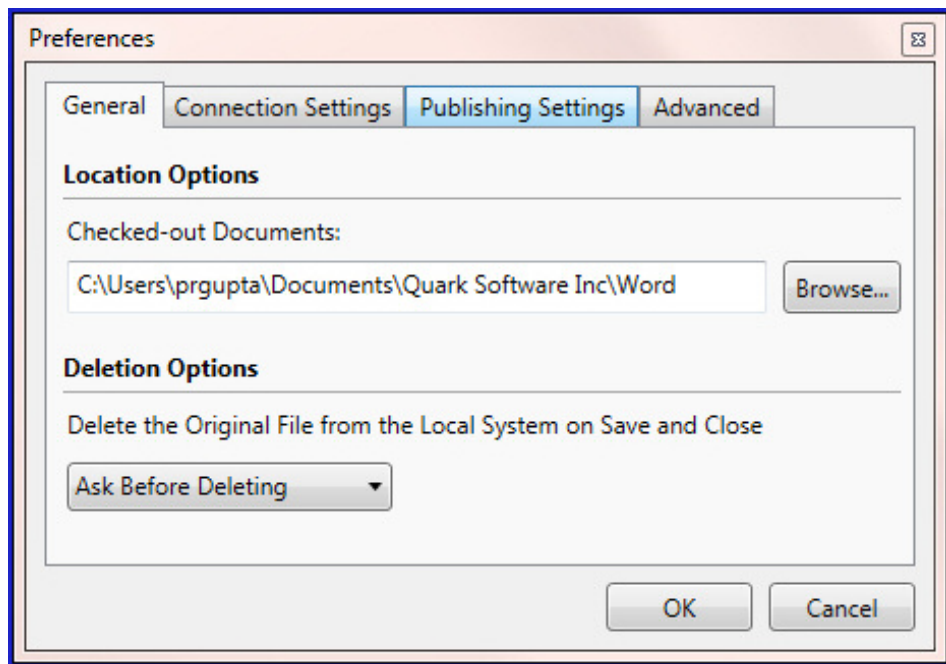 Preferences
General Connection Settings Publishing Settings Advanced
Location Options
Checked-out Documents:
C:\Users\prgupta\Documents\Quark Software Inc\Word Browse...
Deletion Options
Delete the Original File from the Local System on Save and Close
Ask Before Deleting
OK Cancel